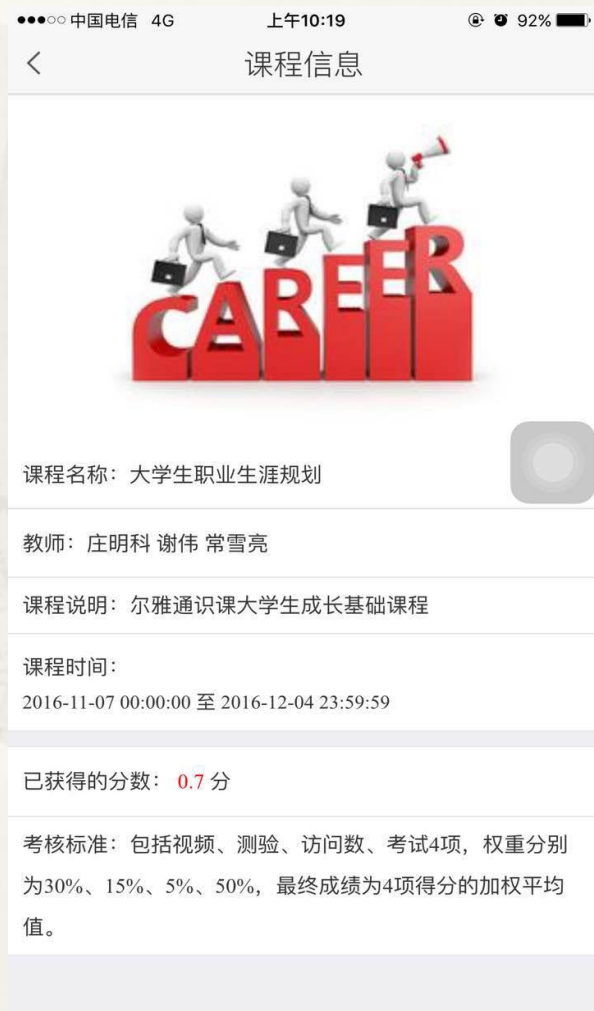 中国电信 4G 上午10:19 92%
课程信息
CAREER
课程名称：大学生职业生涯规划
教师：庄明科 谢伟 常雪亮
课程说明：尔雅通识课大学生成长基础课程
课程时间：
2016-11-07 00:00:00 至 2016-12-04 23:59:59
已获得的分数： 0.7 分
考核标准：包括视频、测验、访问数、考试4项，权重分别
为30%、15%、5%、50%，最终成绩为4项得分的加权平均
值。